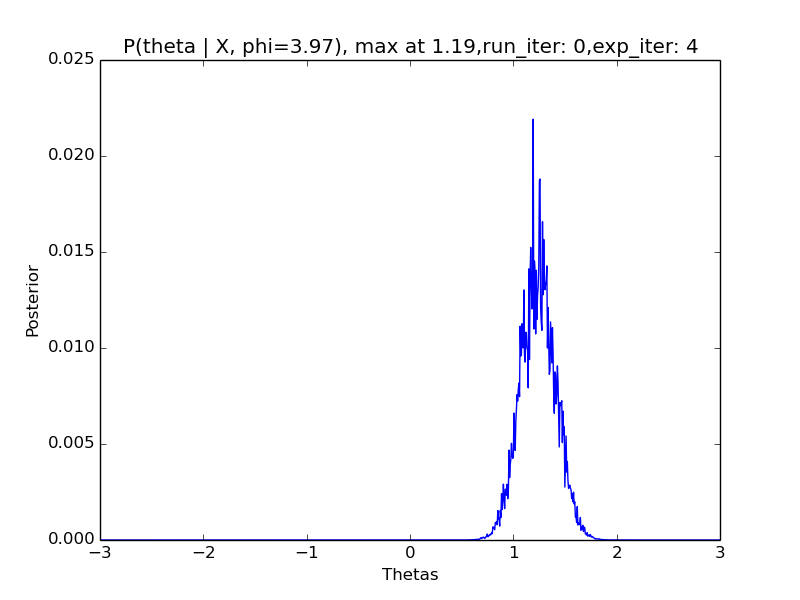 P(theta | X, phi=3.97), max at 1.19,run_iter: 0,exp_iter: 4
0.025
0.020
0.015
0.010
0.005
0.000
Posterior
−3 −2 −1 0 1 2 3
Thetas